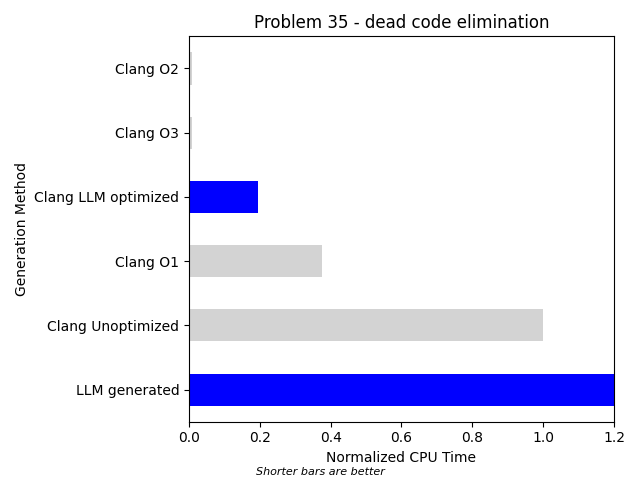 Problem 35 - dead code elimination
Generation Method
Clang O2
Clang O3
Clang LLM optimized
Clang O1
Clang Unoptimized
LLM generated
0.0 0.2 0.4 0.6 0.8 1.0 1.2
Normalized CPU Time
Shorter bars are better